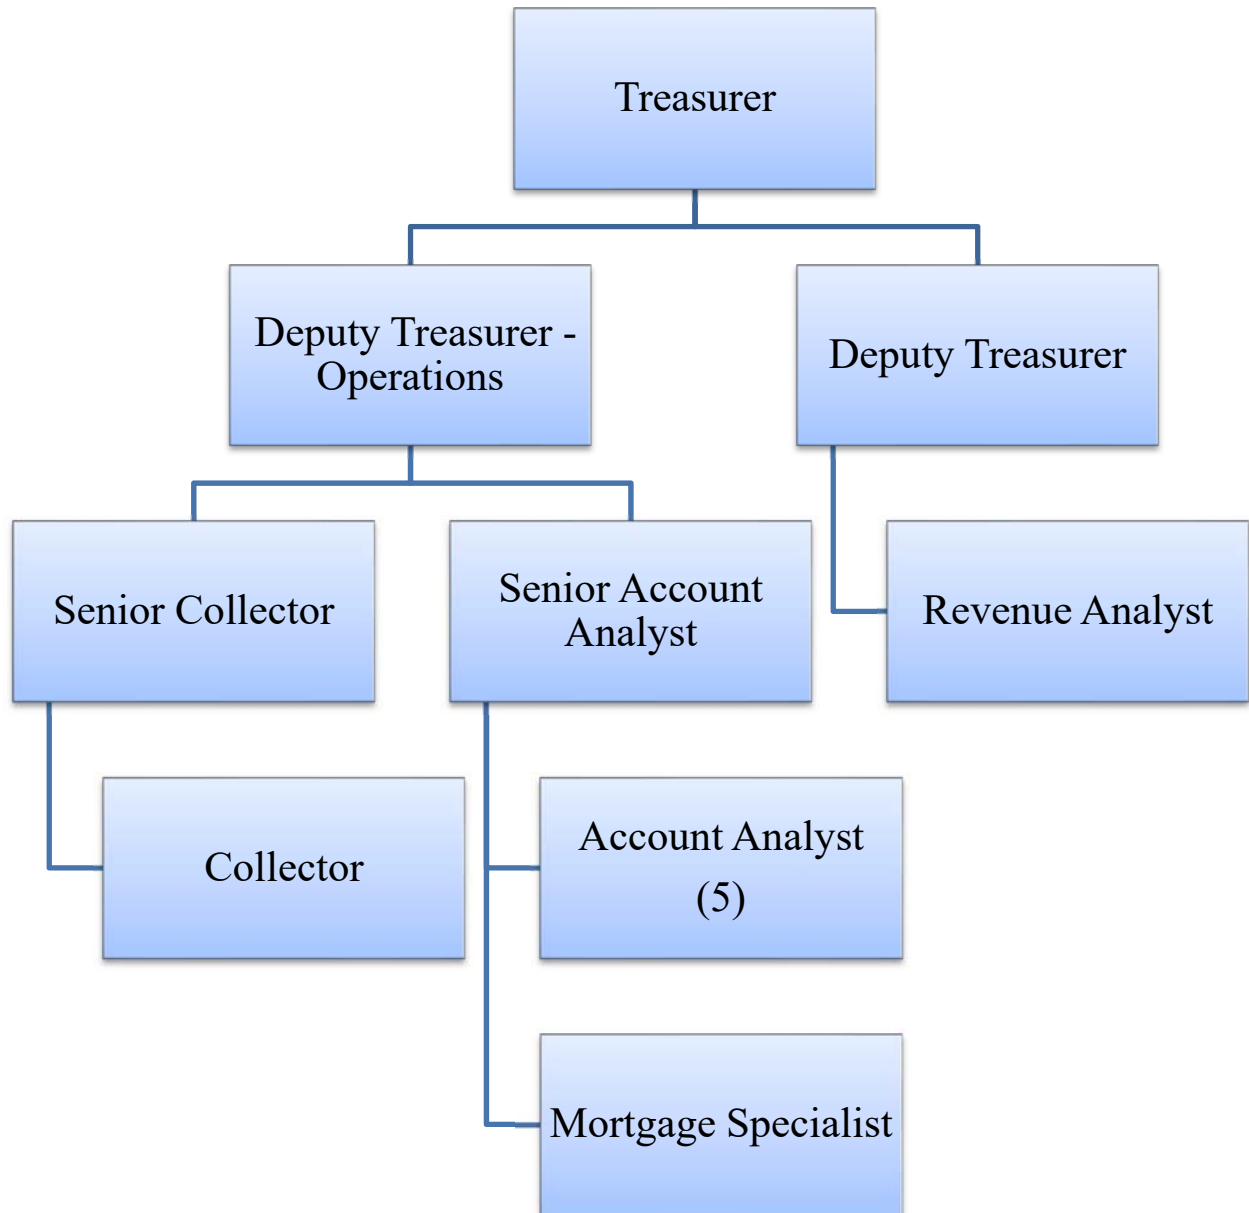 Treasurer
Deputy Treasurer -
Operations
Deputy Treasurer
Senior Collector
Senior Account
Analyst
Revenue Analyst
Collector
Account Analyst
(5)
Mortgage Specialist